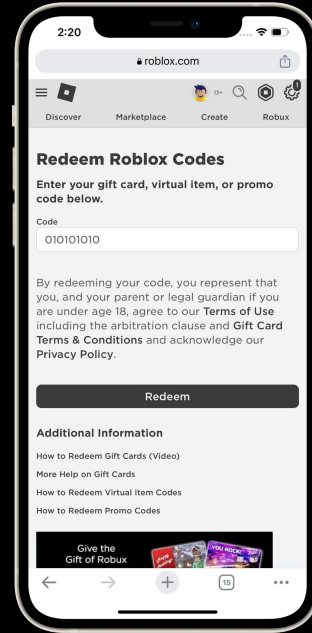 2:20
roblox.com
13+
1
Discover Marketplace Create Robux
Redeem Roblox Codes
Enter your gift card, virtual item, or promo
code below.
Code
010101010
By redeeming your code, you represent that
you, and your parent or legal guardian if you
are under age 18, agree to our Terms of Use
including the arbitration clause and Gift Card
Terms & Conditions and acknowledge our
Privacy Policy.
Redeem
Additional Information
How to Redeem Gift Cards (Video)
More Help on Gift Cards
How to Redeem Virtual Item Codes
How to Redeem Promo Codes
Give the
Gift of Robux
YOU ROCK!
15